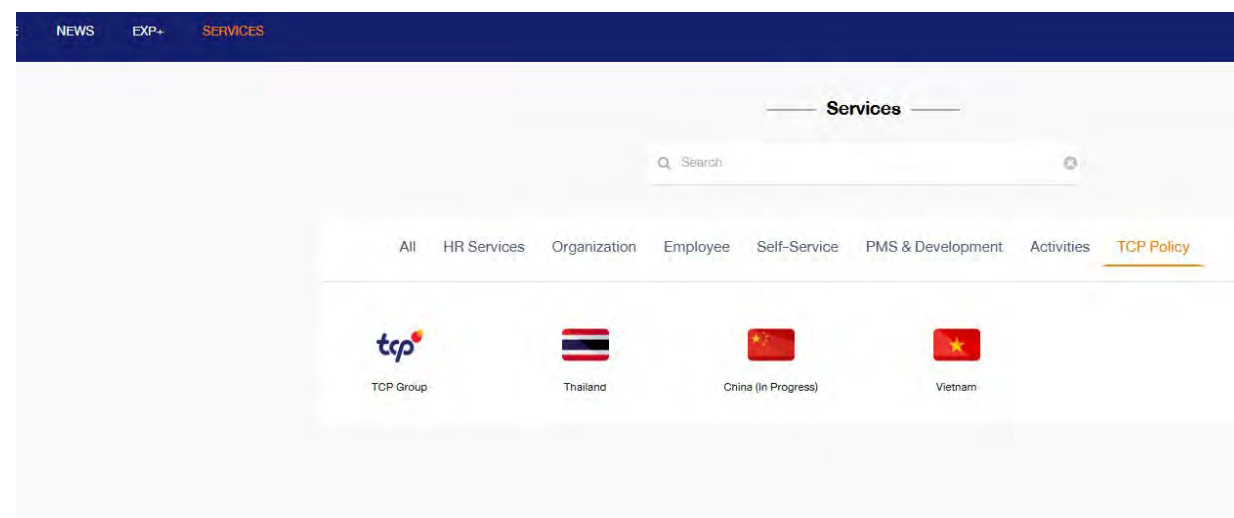 NEWS EXP+ SERVICES
Services
Search
All HR Services Organization Employee Self-Service PMS & Development Activities TCP Policy
tcp
TCP Group Thailand China (In Progress) Vietnam